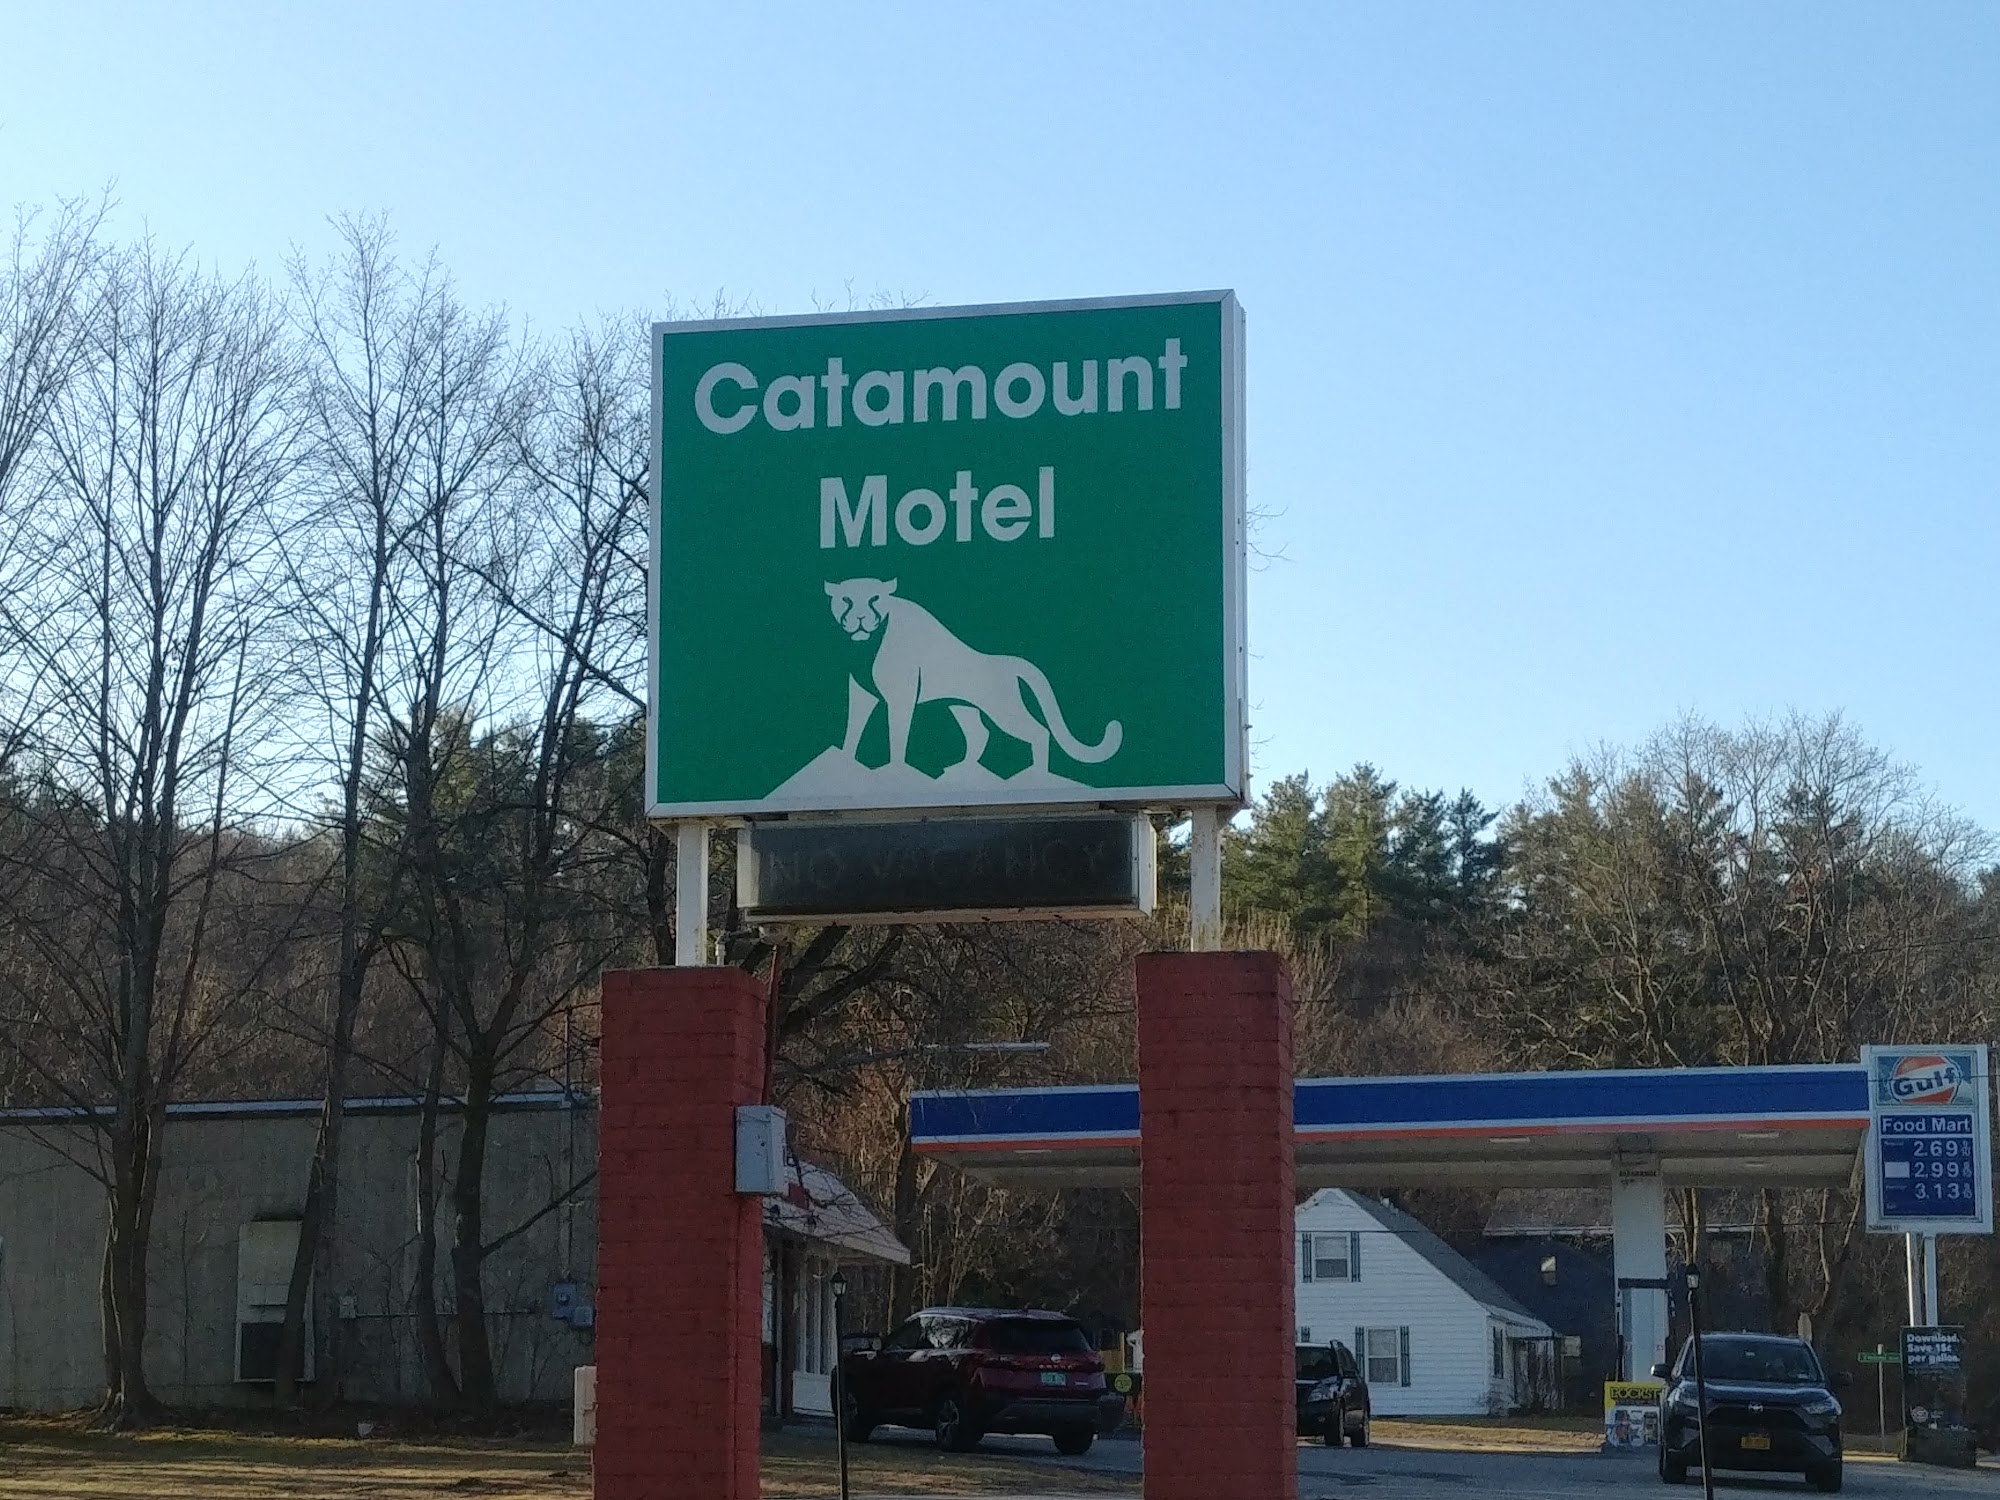 Catamount
Motel
NO VACANCY
Gulf
Food Mart
2.69
2.99
3.13
Download.
Save 15¢
per gallon.